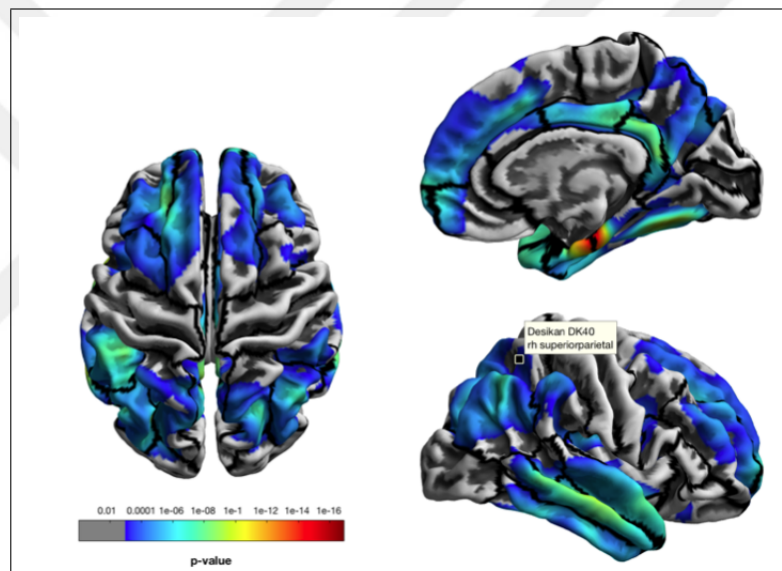 Desikan DK40
rh superiorparietal
0.01 0.0001 1e-06 1e-08 1e-1 1e-12 1e-14 1e-16
p-value